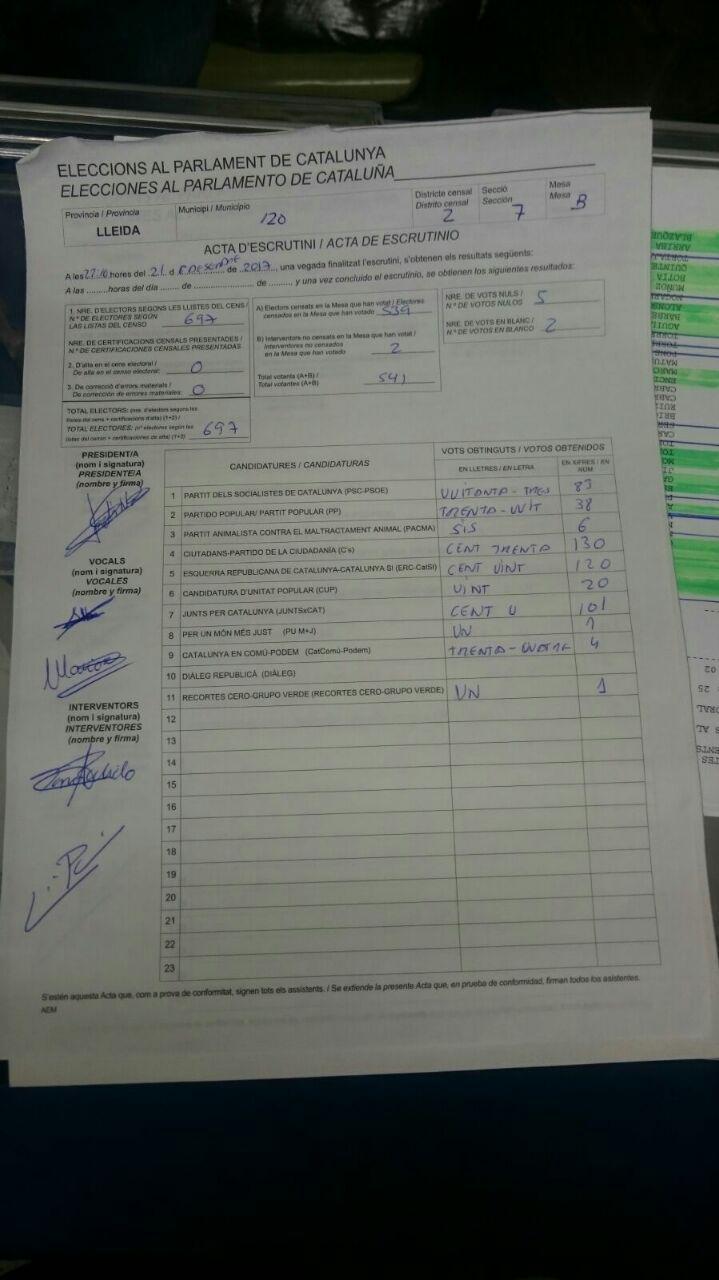 ELECCIONS AL PARLAMENT DE CATALUNYA
ELECCIONES AL PARLAMENTO DE CATALUÑA
Província / Provincia
LLEIDA
Municipi / Municipio
120
Districte censal
Distrito censal
2
Secció
Sección
7
Mesa
Mesa
B
ACTA D'ESCRUTINI / ACTA DE ESCRUTINIO
A les 22:10 hores del 21 d DESEMBRE de 2017, una vegada finalitzat l'escrutini, s'obtenen els resultats següents:
A las .........horas del día ........ de ........................ de .........., y una vez concluido el escrutinio, se obtienen los siguientes resultados:
1. NRE. D'ELECTORS SEGONS LES LLISTES DEL CENS /
N.º DE ELECTORES SEGÚN
LAS LISTAS DEL CENSO
697
NRE. DE CERTIFICACIONS CENSALS PRESENTADES /
N.º DE CERTIFICACIONES CENSALES PRESENTADAS
2. D'alta en el cens electoral /
De alta en el censo electoral:
0
3. De correcció d'errors materials /
De corrección de errores materiales:
0
TOTAL ELECTORS: (nre. d'electors segons les
llistes del cens + certificacions d'alta) (1+2) /
TOTAL ELECTORES: (nº electores según las
listas del censo + certificaciones de alta) (1+2)
697
A) Electors censats en la Mesa que han votat / Electores
censados en la Mesa que han votado
539
B) Interventors no censats en la Mesa que han votat /
Interventores no censados
en la Mesa que han votado
2
Total votants (A+B) /
Total votantes (A+B)
541
NRE. DE VOTS NULS /
N.º DE VOTOS NULOS
5
NRE. DE VOTS EN BLANC /
N.º DE VOTOS EN BLANCO
2
PRESIDENT/A
(nom i signatura)
PRESIDENTE/A
(nombre y firma)
VOCALS
(nom i signatura)
VOCALES
(nombre y firma)
INTERVENTORS
(nom i signatura)
INTERVENTORES
(nombre y firma)
CANDIDATURES / CANDIDATURAS
VOTS OBTINGUTS / VOTOS OBTENIDOS
EN LLETRES / EN LETRA
EN XIFRES / EN NÚM
1 PARTIT DELS SOCIALISTES DE CATALUNYA (PSC-PSOE) VUITANTA-TRES 83
2 PARTIDO POPULAR/ PARTIT POPULAR (PP) TRENTA-VUIT 38
3 PARTIT ANIMALISTA CONTRA EL MALTRACTAMENT ANIMAL (PACMA) SIS 6
4 CIUTADANS-PARTIDO DE LA CIUDADANÍA (C's) CENT TRENTA 130
5 ESQUERRA REPUBLICANA DE CATALUNYA-CATALUNYA SÍ (ERC-CatSí) CENT VINT 120
6 CANDIDATURA D'UNITAT POPULAR (CUP) VINT 20
7 JUNTS PER CATALUNYA (JUNTSxCAT) CENT U 101
8 PER UN MÓN MÉS JUST (PU M+J) UN 1
9 CATALUNYA EN COMÚ-PODEM (CatComú-Podem) TRENTA-QUATRE 4
10 DIÀLEG REPUBLICÀ (DIÀLEG)
11 RECORTES CERO-GRUPO VERDE (RECORTES CERO-GRUPO VERDE) UN 1
12
13
14
15
16
17
18
19
20
21
22
23
S'estén aquesta Acta que, com a prova de conformitat, signen tots els assistents. / Se extiende la presente Acta que, en prueba de conformidad, firman todos los asistentes.
AEM